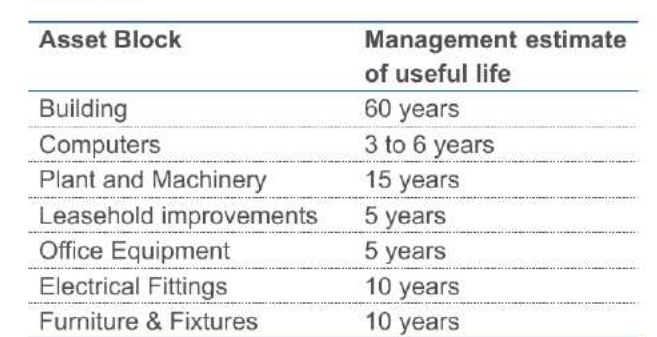 Asset Block Management estimate
of useful life
Building 60 years
Computers 3 to 6 years
Plant and Machinery 15 years
Leasehold improvements 5 years
Office Equipment 5 years
Electrical Fittings 10 years
Furniture & Fixtures 10 years